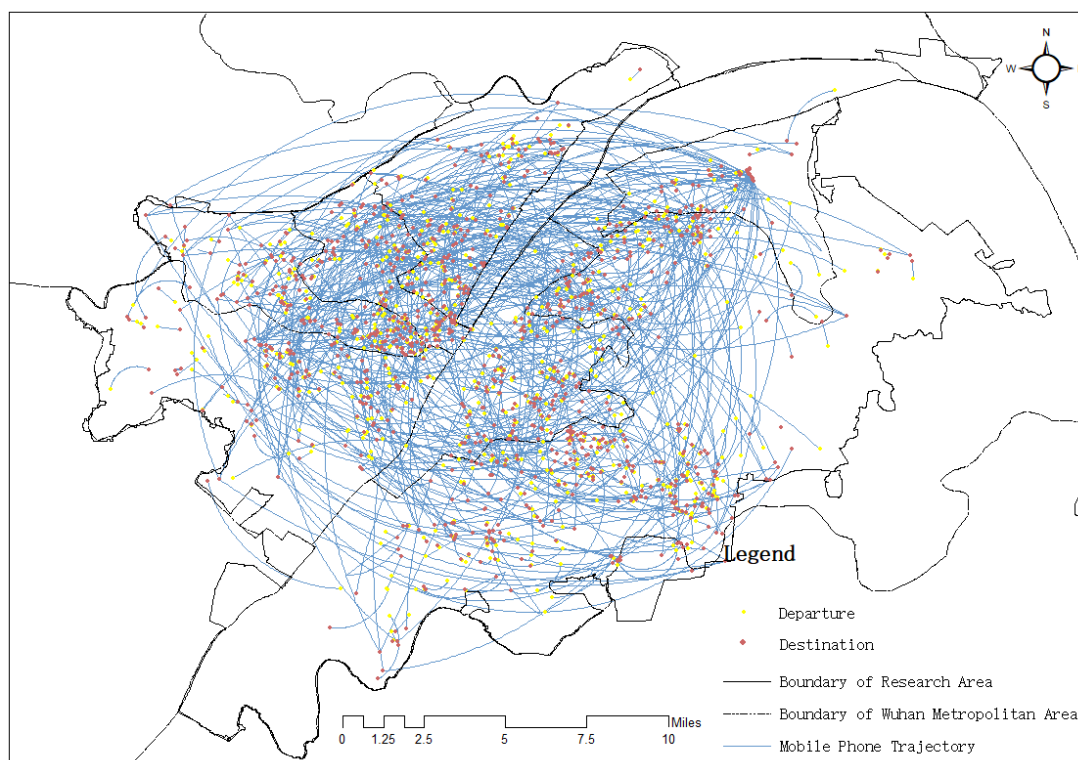 N
W
S
Legend
Departure
Destination
Boundary of Research Area
Boundary of Wuhan Metropolitan Area
Mobile Phone Trajectory
Miles
0 1.25 2.5 5 7.5 10